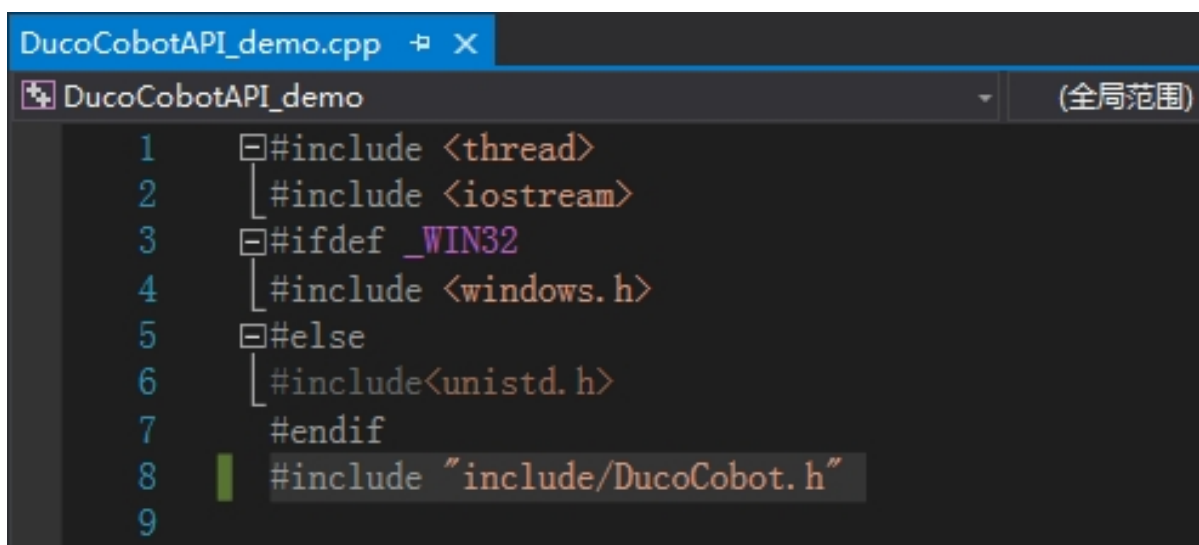 DucoCobotAPI_demo.cpp
DucoCobotAPI_demo (全局范围)
1 #include <thread>
2 #include <iostream>
3 #ifdef _WIN32
4 #include <windows.h>
5 #else
6 #include<unistd.h>
7 #endif
8 #include "include/DucoCobot.h"
9